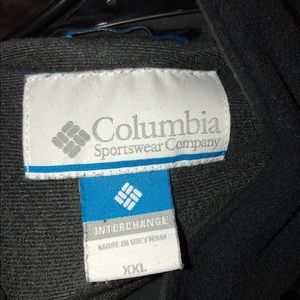 Columbia
Sportswear Company
INTERCHANGE
MADE IN VIETNAM
XXL